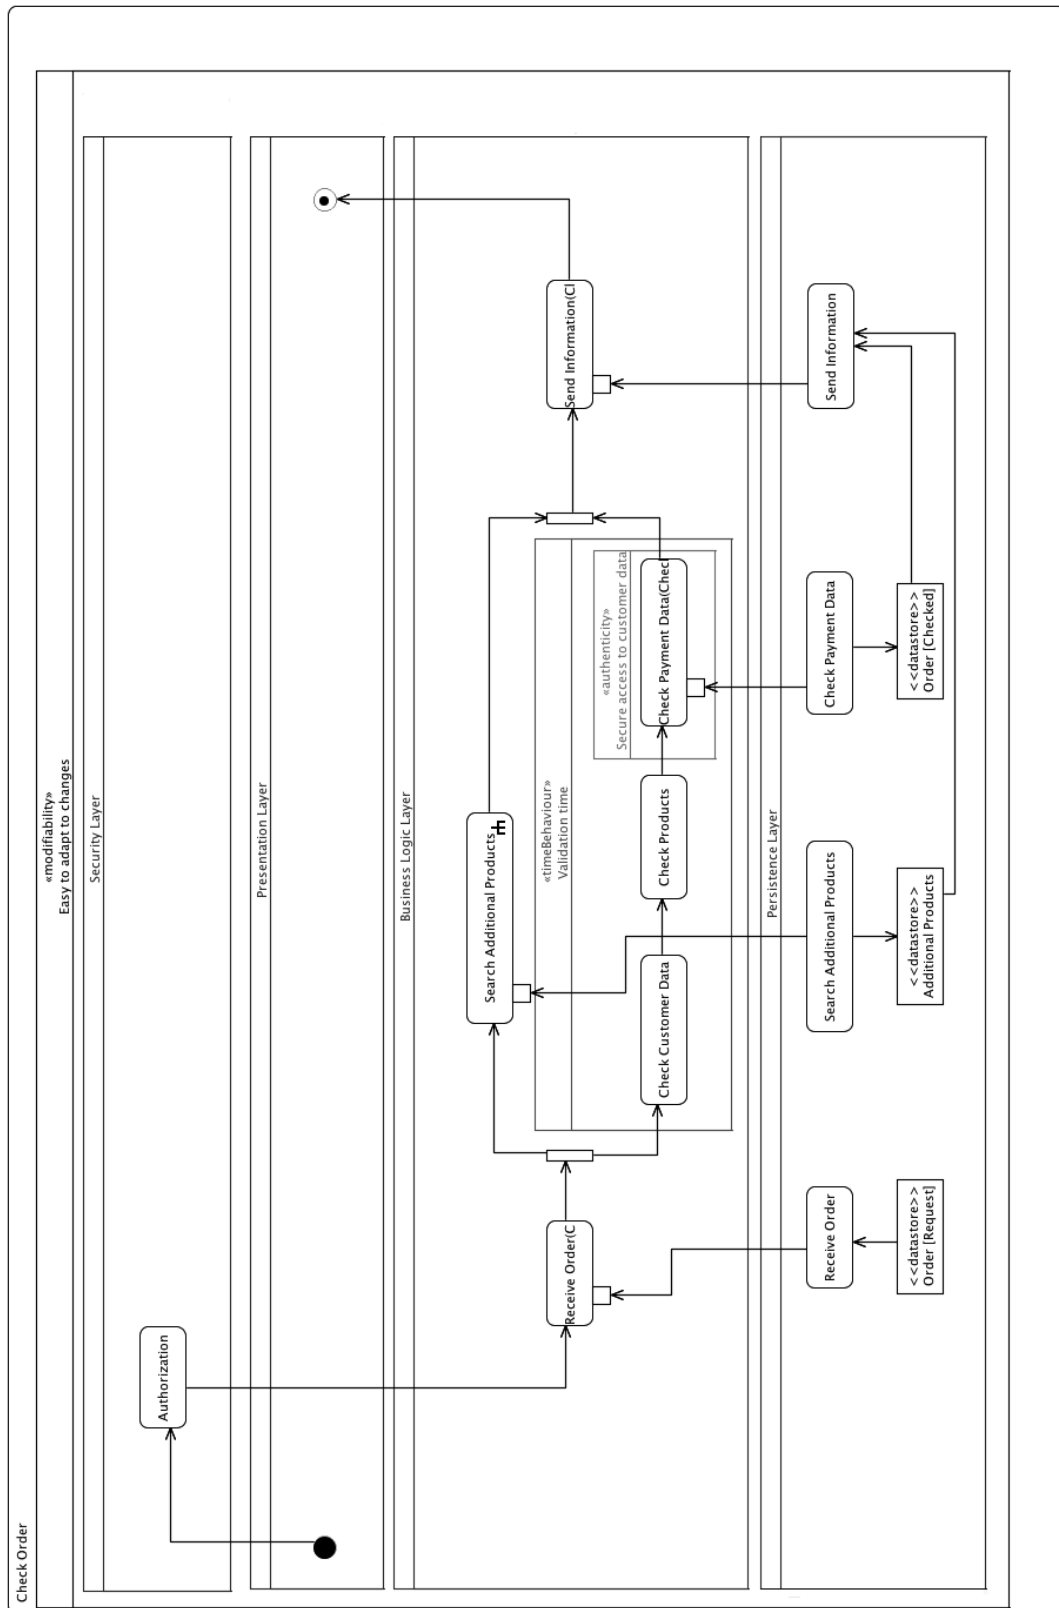 Check Order
«modifiability»
Easy to adapt to changes
Security Layer
Authorization
Presentation Layer
Business Logic Layer
Receive Order(C
Search Additional Products
«timeBehaviour»
Validation time
Check Customer Data
Check Products
«authenticity»
Secure access to customer data
Check Payment Data(Checl
Send Information(Cl
Persistence Layer
Receive Order
<<datastore>>
Order [Request]
Search Additional Products
<<datastore>>
Additional Products
Check Payment Data
<<datastore>>
Order [Checked]
Send Information